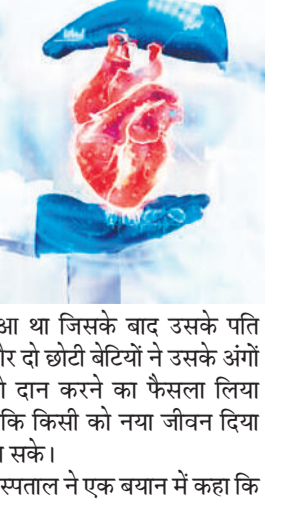 आ था जिसके बाद उसके पति
र दो छोटी बेटियों ने उसके अंगों
दान करने का फैसला लिया
कि किसी को नया जीवन दिया
सके।
स्पताल ने एक बयान में कहा कि